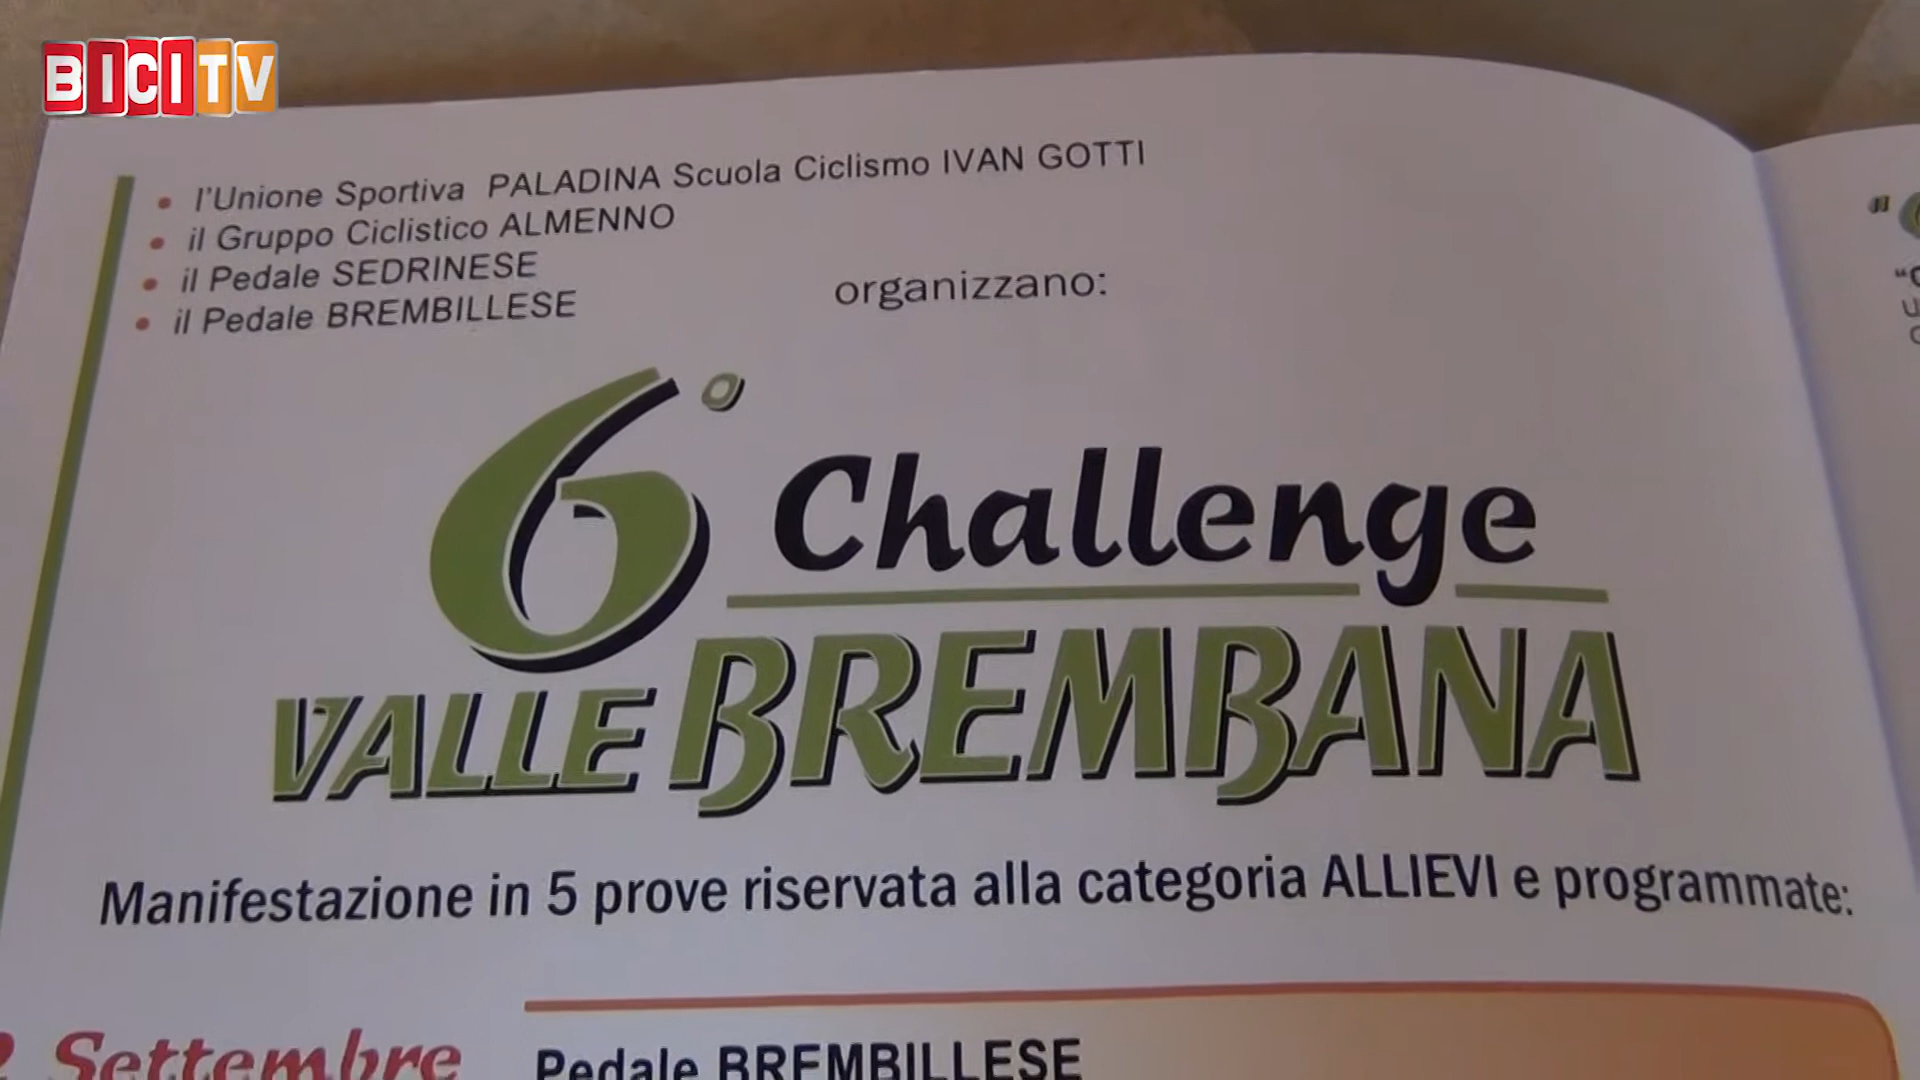 BICITV
• l'Unione Sportiva PALADINA Scuola Ciclismo IVAN GOTTI
• il Gruppo Ciclistico ALMENNO
• il Pedale SEDRINESE
• il Pedale BREMBILLESE
organizzano:
6° Challenge
VALLE BREMBANA
Manifestazione in 5 prove riservata alla categoria ALLIEVI e programmate:
Settembre
Pedale BREMBILLESE